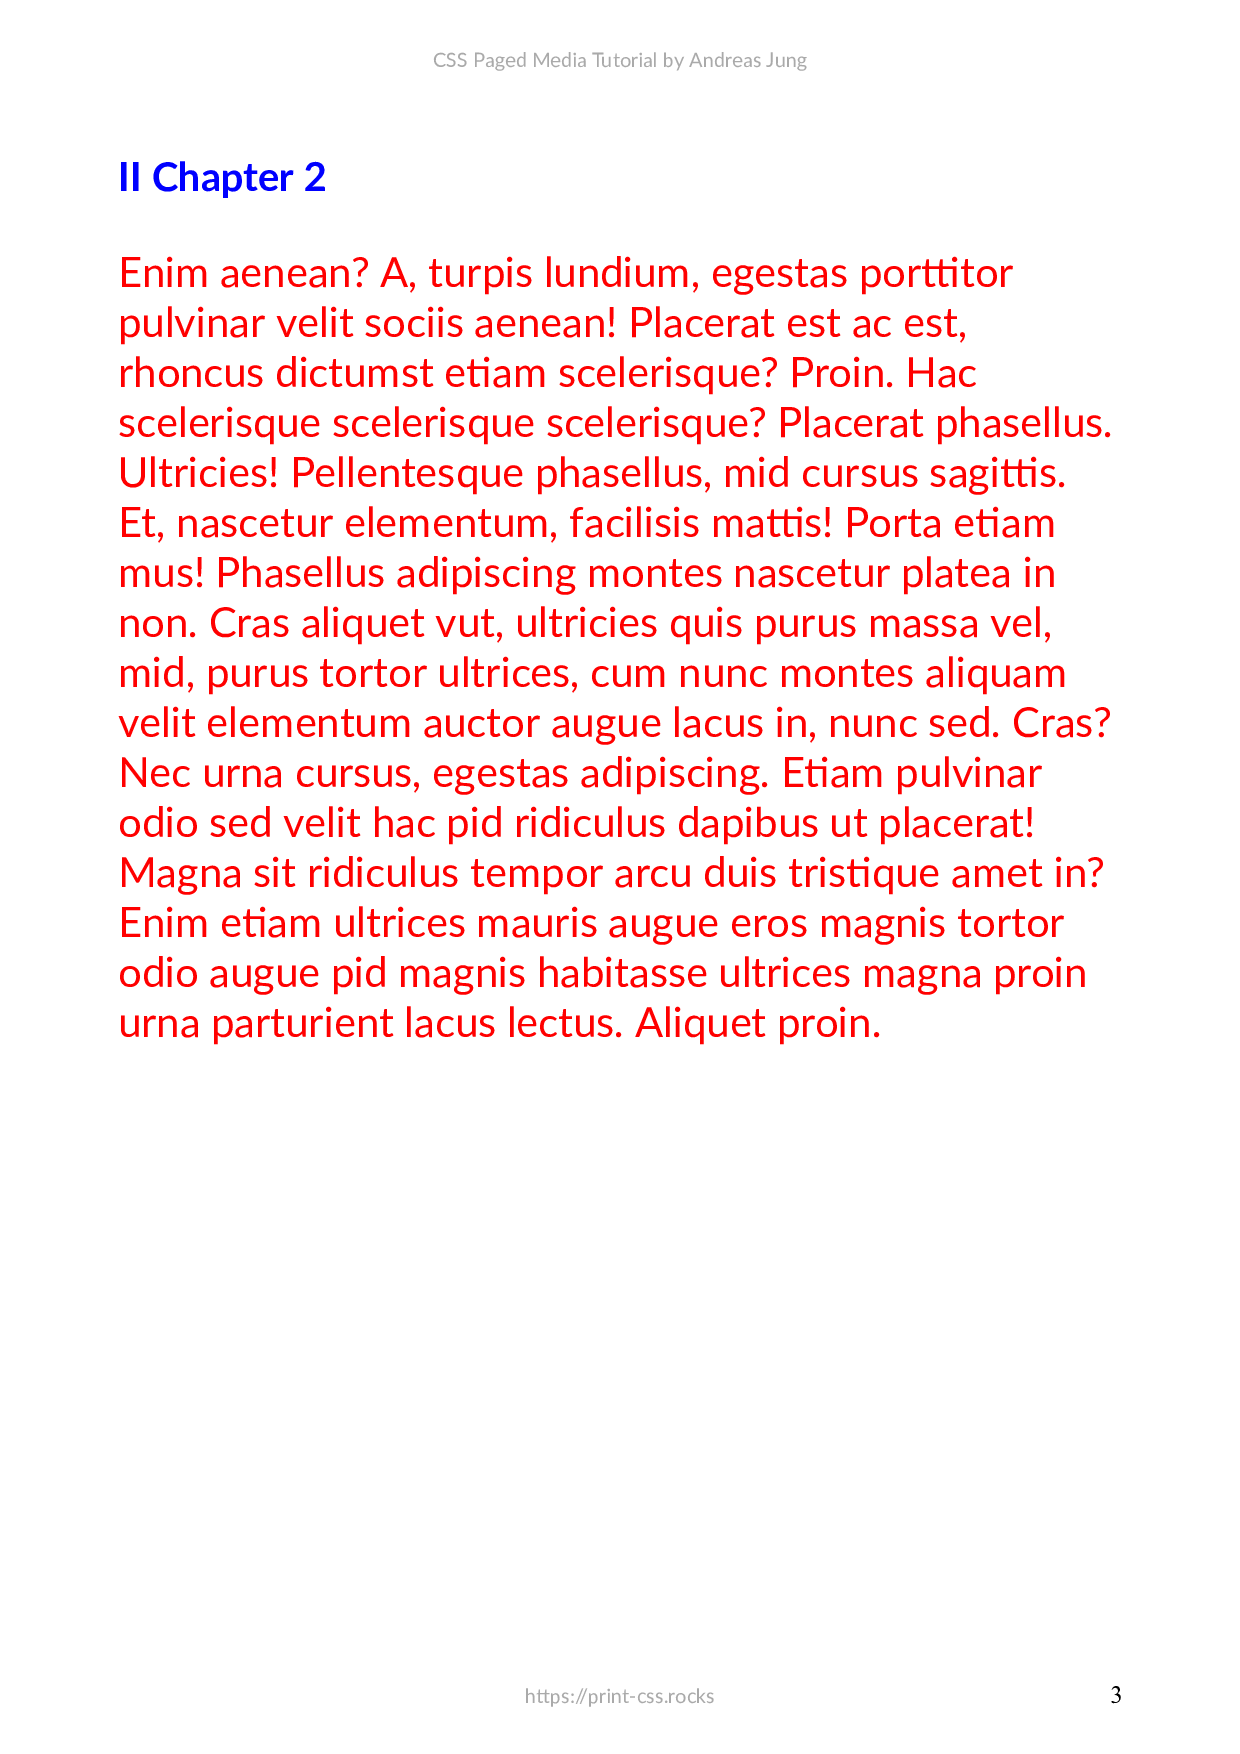 CSS Paged Media Tutorial by Andreas Jung
II Chapter 2
Enim aenean? A, turpis lundium, egestas porttitor
pulvinar velit sociis aenean! Placerat est ac est,
rhoncus dictumst etiam scelerisque? Proin. Hac
scelerisque scelerisque scelerisque? Placerat phasellus.
Ultricies! Pellentesque phasellus, mid cursus sagittis.
Et, nascetur elementum, facilisis mattis! Porta etiam
mus! Phasellus adipiscing montes nascetur platea in
non. Cras aliquet vut, ultricies quis purus massa vel,
mid, purus tortor ultrices, cum nunc montes aliquam
velit elementum auctor augue lacus in, nunc sed. Cras?
Nec urna cursus, egestas adipiscing. Etiam pulvinar
odio sed velit hac pid ridiculus dapibus ut placerat!
Magna sit ridiculus tempor arcu duis tristique amet in?
Enim etiam ultrices mauris augue eros magnis tortor
odio augue pid magnis habitasse ultrices magna proin
urna parturient lacus lectus. Aliquet proin.
https://print-css.rocks
3